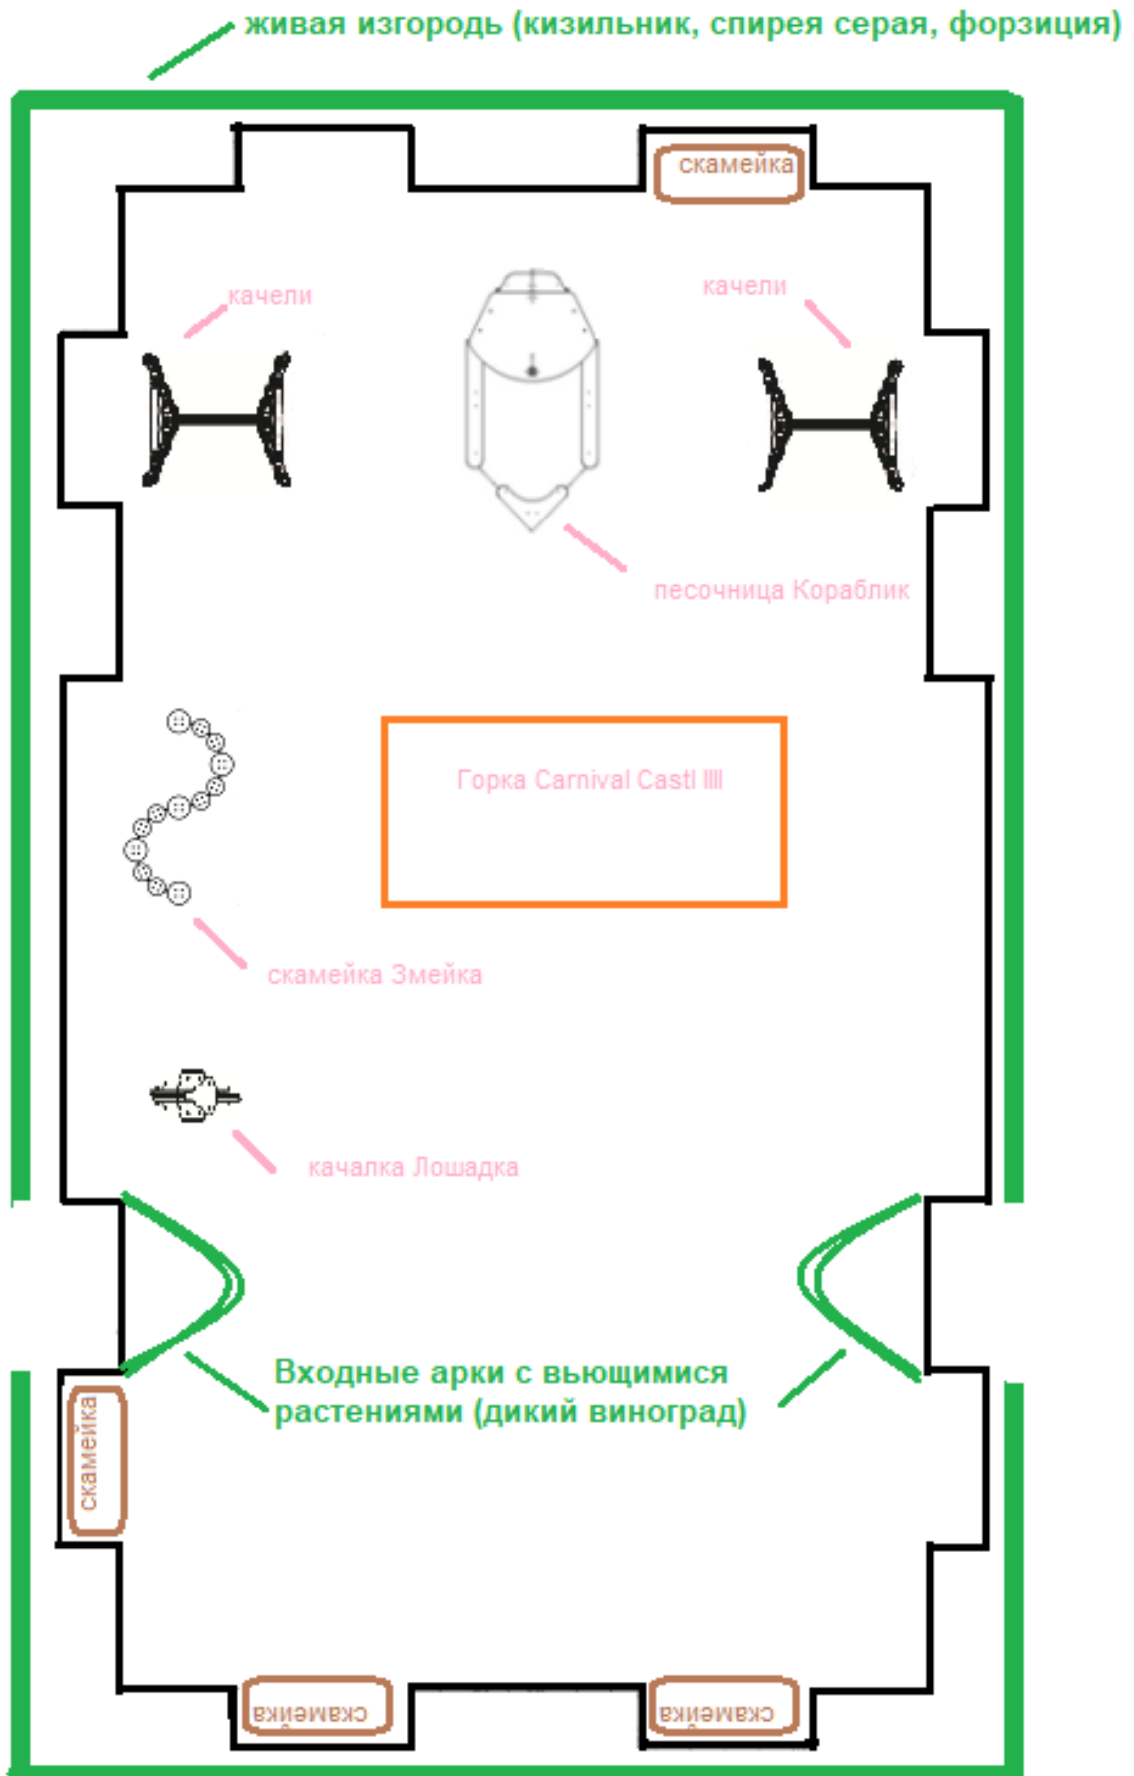 живая изгородь (кизильник, спирея серая, форзиция)
скамейка
качели
качели
песочница Кораблик
Горка Carnival Castl IIII
скамейка Змейка
качалка Лошадка
Входные арки с вьющимися
растениями (дикий виноград)
скамейка
скамейка
скамейка